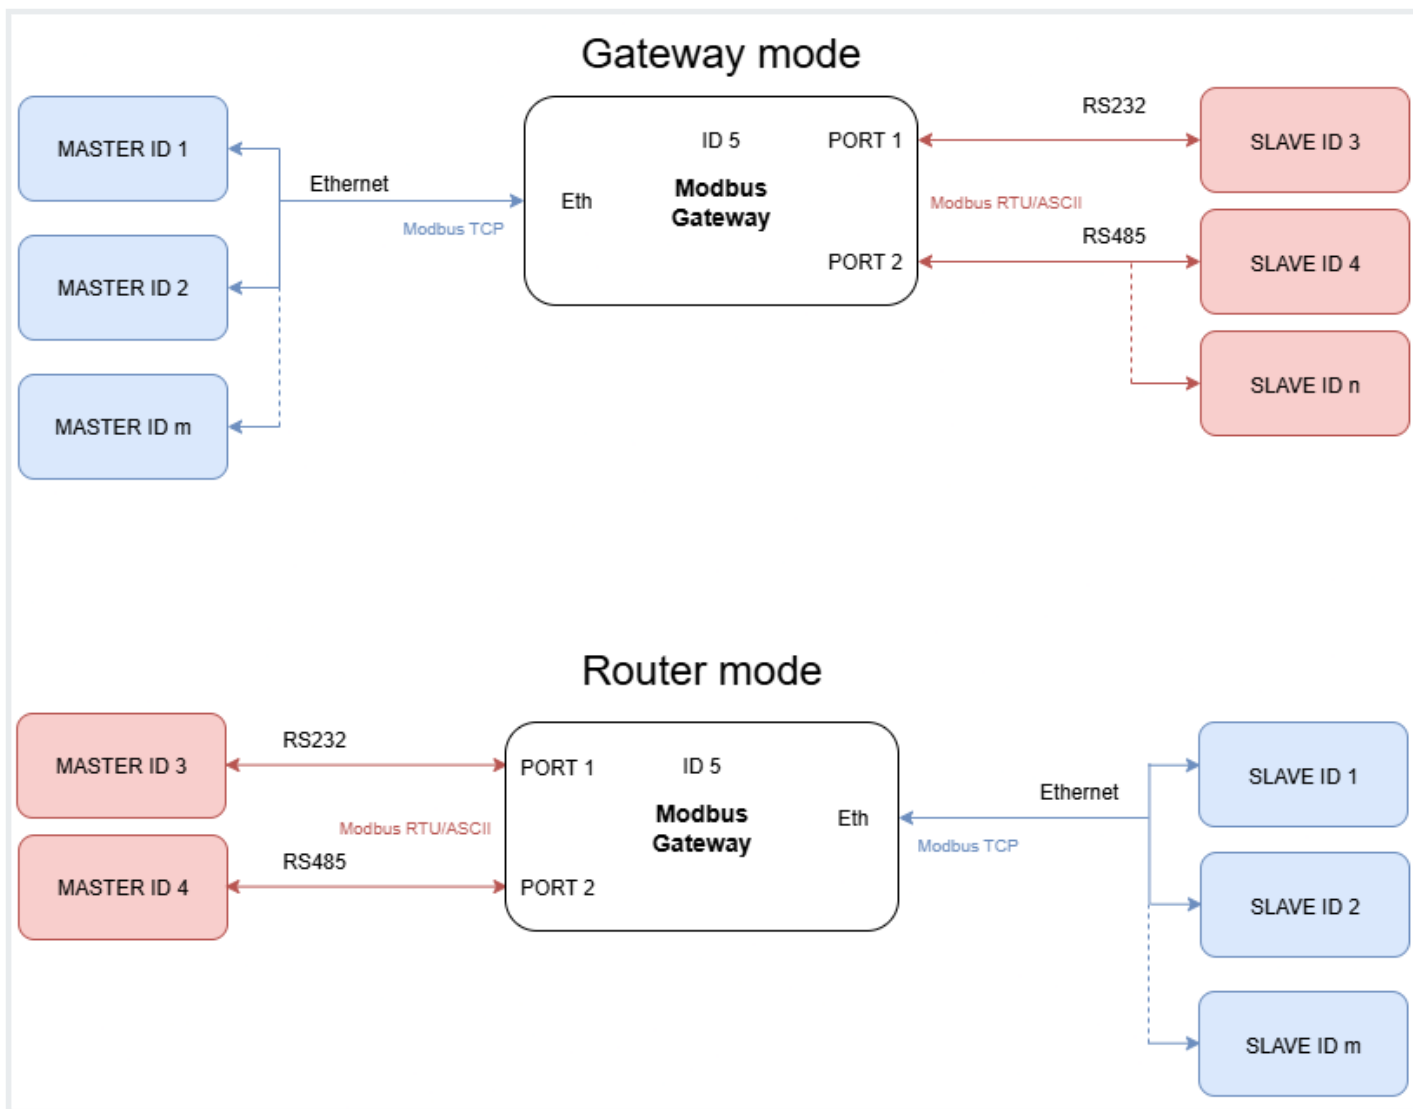 Gateway mode
MASTER ID 1
MASTER ID 2
MASTER ID m
Ethernet
Modbus TCP
Eth
ID 5
Modbus
Gateway
PORT 1
PORT 2
RS232
Modbus RTU/ASCII
RS485
SLAVE ID 3
SLAVE ID 4
SLAVE ID n
Router mode
MASTER ID 3
MASTER ID 4
RS232
Modbus RTU/ASCII
RS485
PORT 1
PORT 2
ID 5
Modbus
Gateway
Eth
Ethernet
Modbus TCP
SLAVE ID 1
SLAVE ID 2
SLAVE ID m